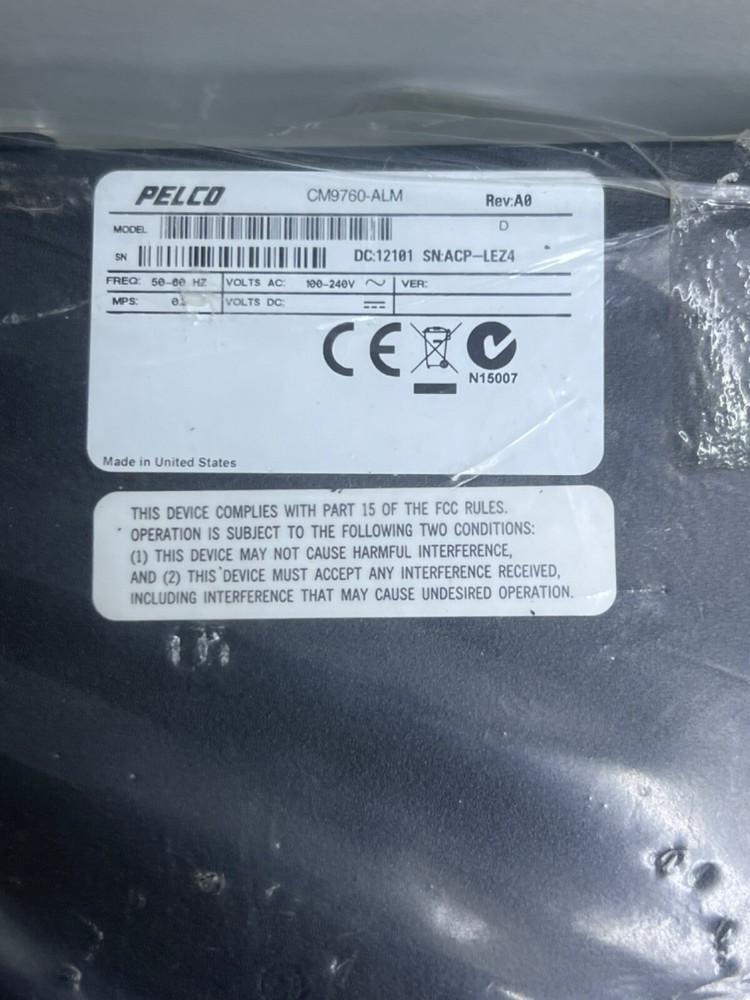 PELCO CM9760-ALM Rev:A0
MODEL D
SN DC:12101 SN:ACP-LEZ4
FREQ: 50-60 HZ VOLTS AC: 100-240V VER:
MPS: VOLTS DC:
CE
N15007
Made in United States
THIS DEVICE COMPLIES WITH PART 15 OF THE FCC RULES.
OPERATION IS SUBJECT TO THE FOLLOWING TWO CONDITIONS:
(1) THIS DEVICE MAY NOT CAUSE HARMFUL INTERFERENCE,
AND (2) THIS DEVICE MUST ACCEPT ANY INTERFERENCE RECEIVED,
INCLUDING INTERFERENCE THAT MAY CAUSE UNDESIRED OPERATION.